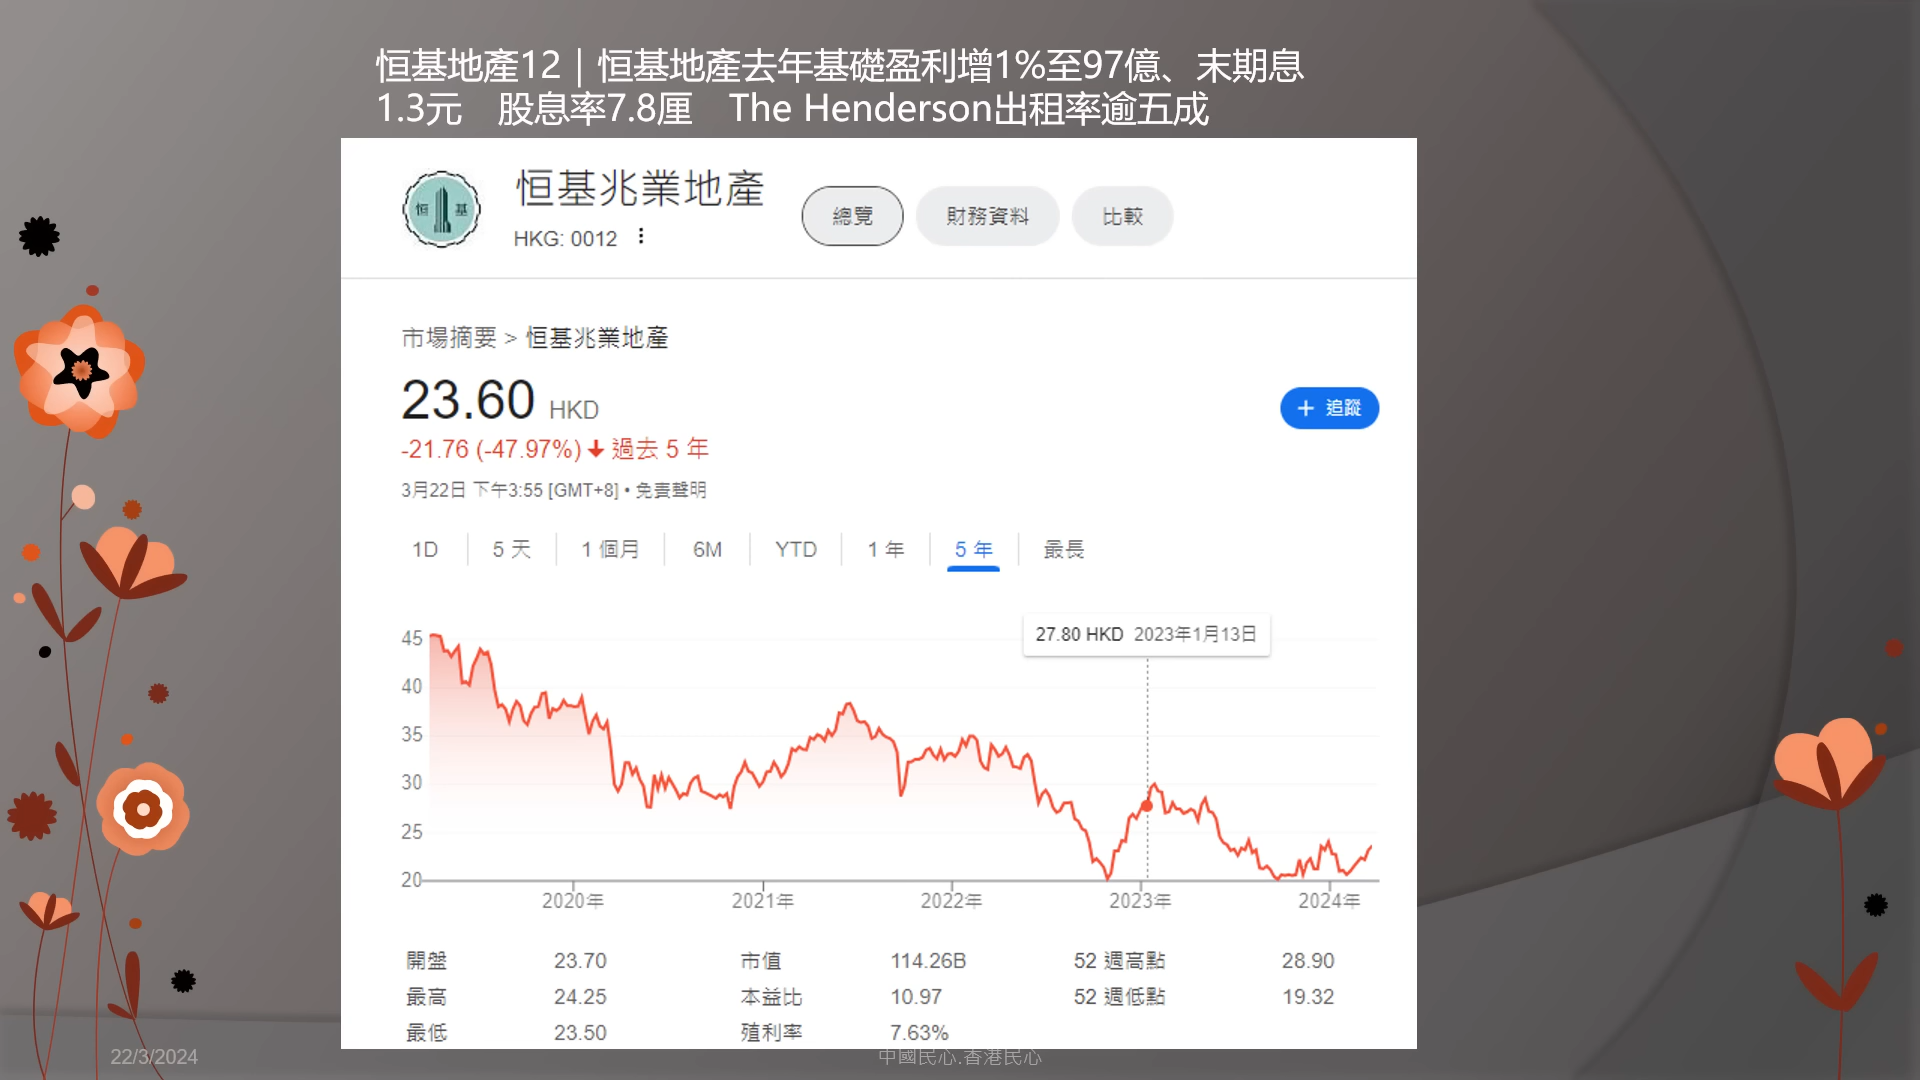 恒基地產12｜恒基地產去年基礎盈利增1%至97億、末期息
1.3元　股息率7.8厘　The Henderson出租率逾五成
恒 基
恒基兆業地產
HKG: 0012
總覽
財務資料
比較
市場摘要 > 恒基兆業地產
23.60 HKD
+ 追蹤
-21.76 (-47.97%) 過去 5 年
3月22日 下午3:55 [GMT+8] • 免責聲明
1D 5 天 1 個月 6M YTD 1 年 5 年 最長
27.80 HKD 2023年1月13日
45
40
35
30
25
20
2020年 2021年 2022年 2023年 2024年
開盤 23.70 市值 114.26B 52 週高點 28.90
最高 24.25 本益比 10.97 52 週低點 19.32
最低 23.50 殖利率 7.63%
22/3/2024
中國民心.香港民心